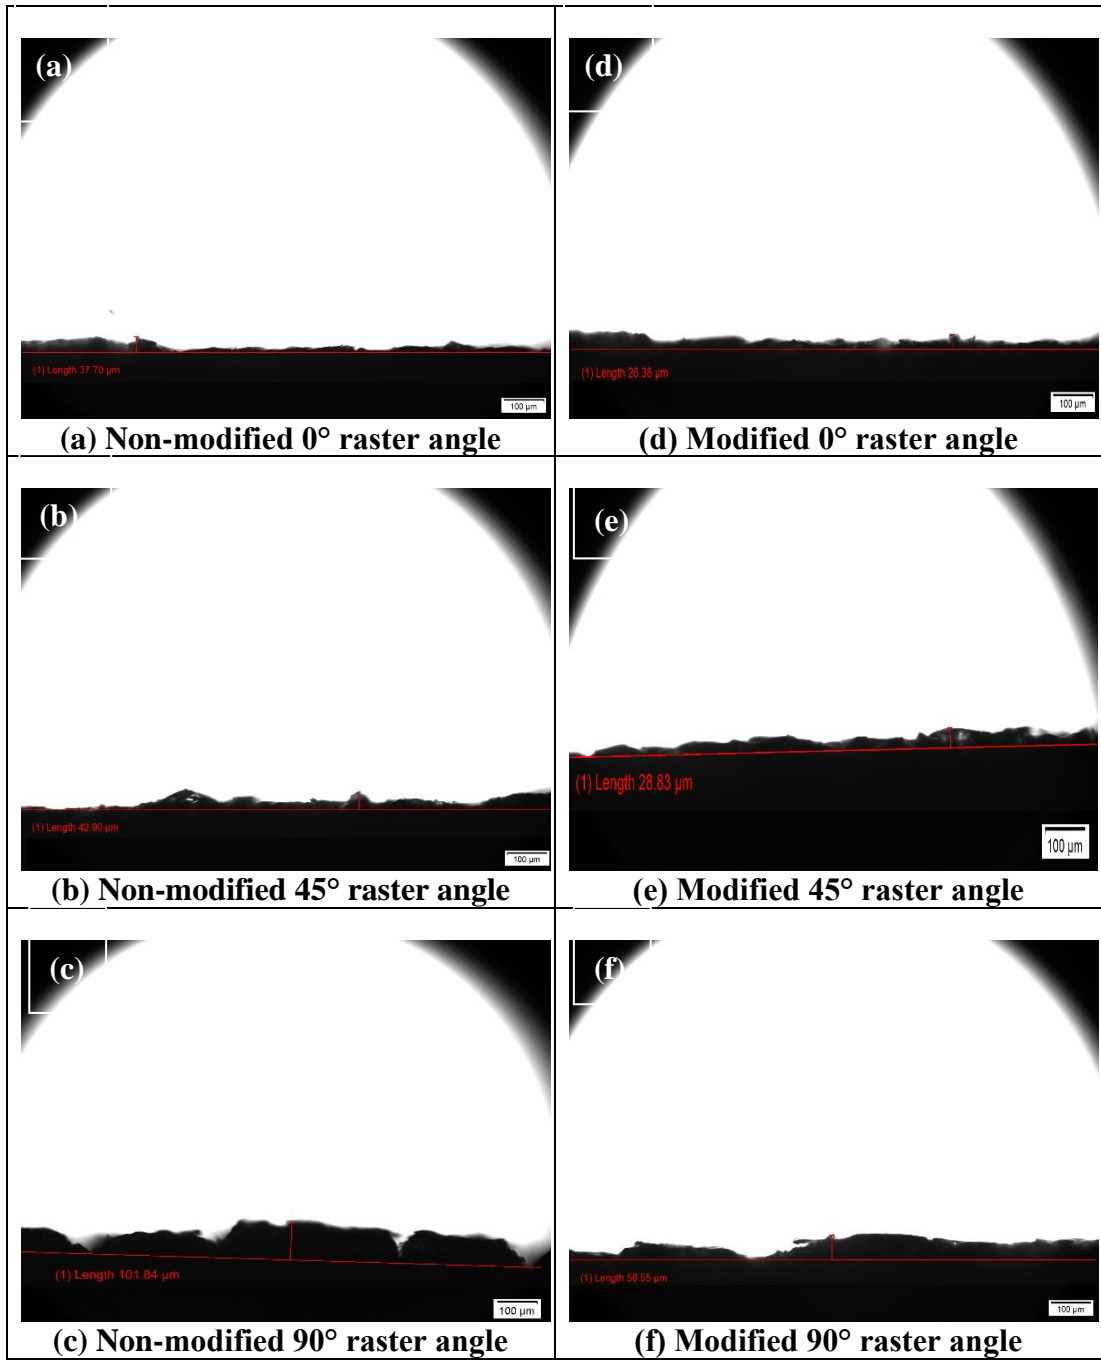 (a)
(1) Length 37.70 µm
100 µm
(a) Non-modified 0° raster angle
(d)
(1) Length 26.36 µm
100 µm
(d) Modified 0° raster angle
(b)
(1) Length 42.90 µm
100 µm
(b) Non-modified 45° raster angle
(e)
(1) Length 28.83 µm
100 µm
(e) Modified 45° raster angle
(c)
(1) Length 101.84 µm
100 µm
(c) Non-modified 90° raster angle
(f)
(1) Length 56.55 µm
100 µm
(f) Modified 90° raster angle